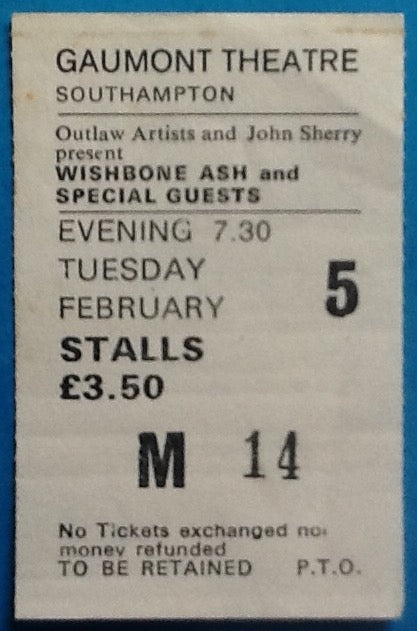 GAUMONT THEATRE
SOUTHAMPTON
Outlaw Artists and John Sherry
present
WISHBONE ASH and
SPECIAL GUESTS
EVENING 7.30
TUESDAY
FEBRUARY 5
STALLS
£3.50
M 14
No Tickets exchanged nor
money refunded
TO BE RETAINED P.T.O.